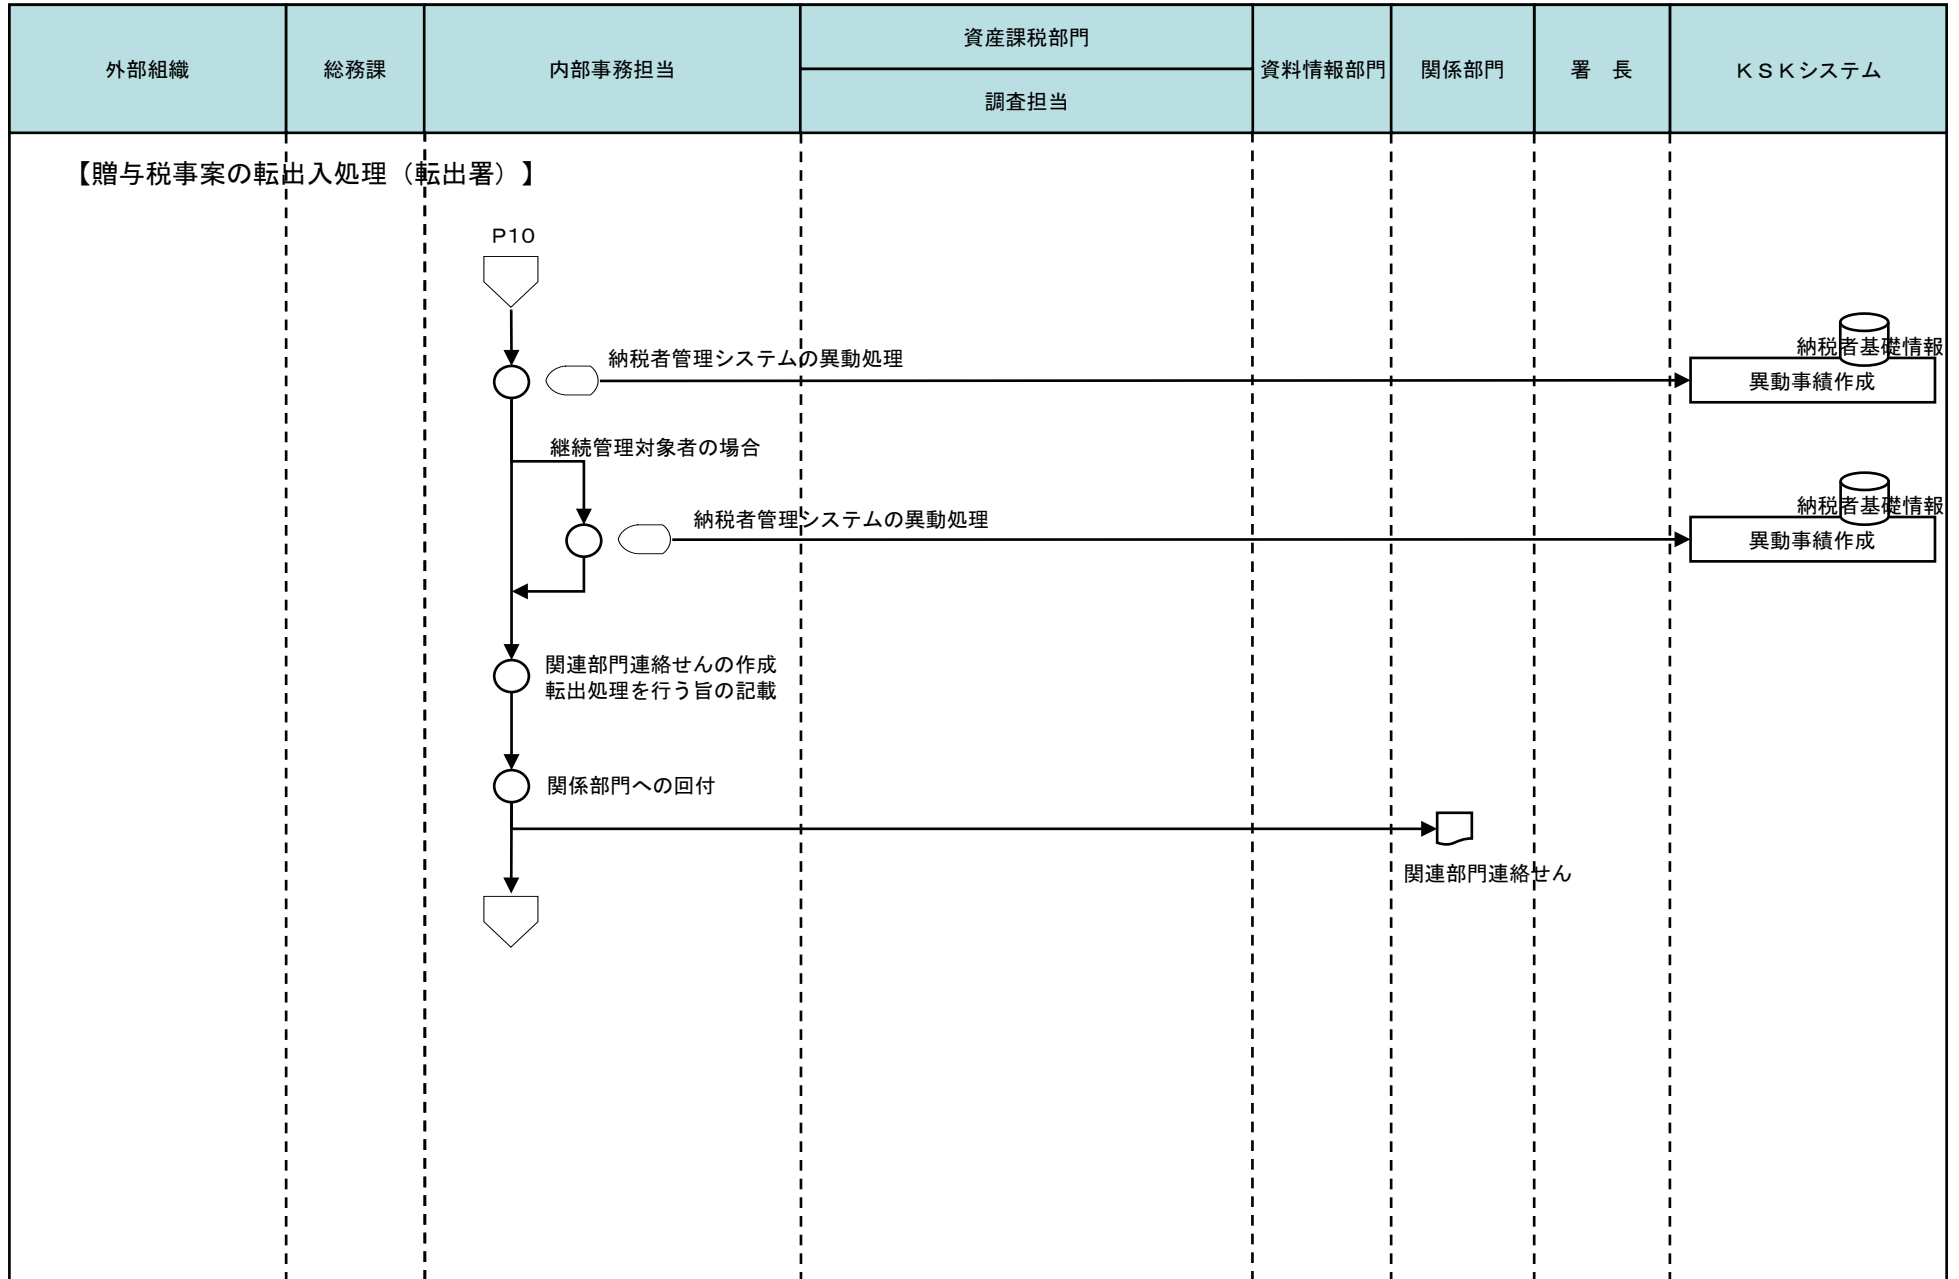 外部組織
総務課
内部事務担当
資産課税部門
調査担当
資料情報部門
関係部門
署　長
ＫＳＫシステム
【贈与税事案の転出入処理（転出署）】
P10
納税者管理システムの異動処理
納税者基礎情報
異動事績作成
継続管理対象者の場合
納税者管理システムの異動処理
納税者基礎情報
異動事績作成
関連部門連絡せんの作成
転出処理を行う旨の記載
関係部門への回付
関連部門連絡せん